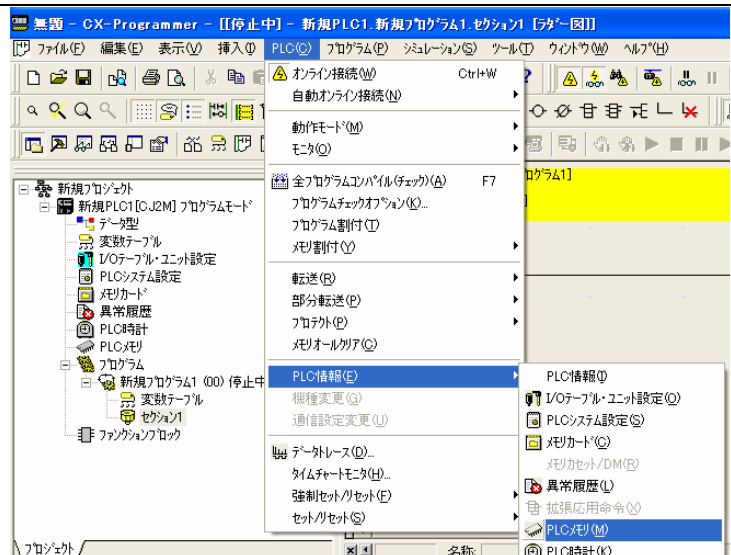 無題 - CX-Programmer - [[停止中] - 新規PLC1.新規ﾌﾟﾛｸﾞﾗﾑ1.ｾｸｼｮﾝ1 [ﾗﾀﾞｰ図]]
ﾌｧｲﾙ(F) 編集(E) 表示(V) 挿入(I) PLC(C) ﾌﾟﾛｸﾞﾗﾑ(P) ｼﾐｭﾚｰｼｮﾝ(S) ﾂｰﾙ(T) ｳｨﾝﾄﾞｳ(W) ﾍﾙﾌﾟ(H)
ｵﾝﾗｲﾝ接続(W) Ctrl+W
自動ｵﾝﾗｲﾝ接続(N)
動作ﾓｰﾄﾞ(M)
ﾓﾆﾀ(O)
全ﾌﾟﾛｸﾞﾗﾑｺﾝﾊﾟｲﾙ(ﾁｪｯｸ)(A) F7
ﾌﾟﾛｸﾞﾗﾑﾁｪｯｸｵﾌﾟｼｮﾝ(K)...
ﾌﾟﾛｸﾞﾗﾑ割付(T)
ﾒﾓﾘ割付(Y)
転送(R)
部分転送(P)
ﾌﾟﾛﾃｸﾄ(P)
ﾒﾓﾘｵｰﾙｸﾘｱ(C)
PLC情報(E)
機種変更(G)
通信設定変更(U)
ﾃﾞｰﾀﾄﾚｰｽ(D)...
ﾀｲﾑﾁｬｰﾄﾓﾆﾀ(H)...
強制ｾｯﾄ/ﾘｾｯﾄ(F)
ｾｯﾄ/ﾘｾｯﾄ(S)
PLC情報(I)
I/Oﾃｰﾌﾞﾙ・ﾕﾆｯﾄ設定(O)
PLCｼｽﾃﾑ設定(S)
ﾒﾓﾘｶｰﾄﾞ(C)
ﾒﾓﾘｶｾｯﾄ/DM(R)
異常履歴(L)
拡張応用命令(X)
PLCﾒﾓﾘ(M)
PLC時計(K)
新規ﾌﾟﾛｼﾞｪｸﾄ
新規PLC1[CJ2M] ﾌﾟﾛｸﾞﾗﾑﾓｰﾄﾞ
ﾃﾞｰﾀ型
変数ﾃｰﾌﾞﾙ
I/Oﾃｰﾌﾞﾙ・ﾕﾆｯﾄ設定
PLCｼｽﾃﾑ設定
ﾒﾓﾘｶｰﾄﾞ
異常履歴
PLC時計
PLCﾒﾓﾘ
ﾌﾟﾛｸﾞﾗﾑ
新規ﾌﾟﾛｸﾞﾗﾑ1 (00) 停止中
変数ﾃｰﾌﾞﾙ
ｾｸｼｮﾝ1
ﾌｧﾝｸｼｮﾝﾌﾞﾛｯｸ
ﾌﾟﾛｼﾞｪｸﾄ
名称: